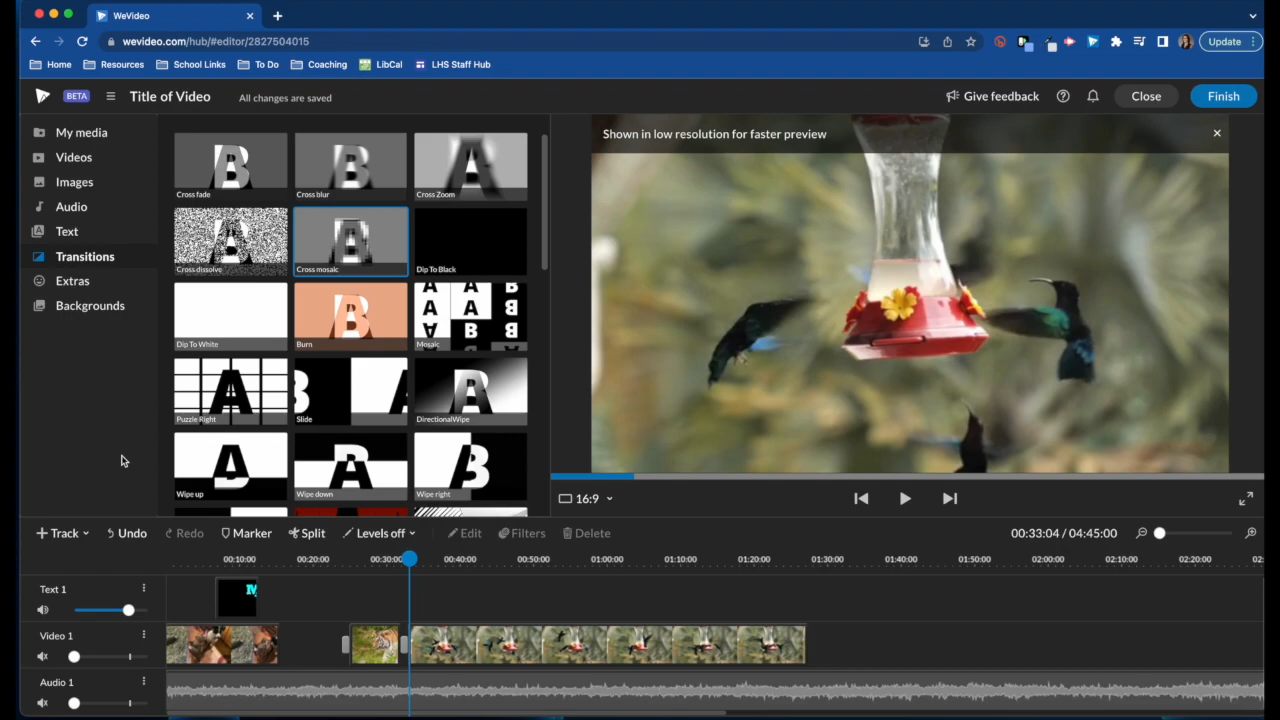 WeVideo
wevideo.com/hub/#editor/2827504015
Update
Home Resources School Links To Do Coaching LibCal LHS Staff Hub
BETA Title of Video All changes are saved Give feedback Close Finish
My media
Videos
Images
Audio
Text
Transitions
Extras
Backgrounds
Cross fade Cross blur Cross Zoom
Cross dissolve Cross mosaic Dip To Black
Dip To White Burn Mosaic
Puzzle Right Slide DirectionalWipe
Wipe up Wipe down Wipe right
Shown in low resolution for faster preview
16:9
Track Undo Redo Marker Split Levels off Edit Filters Delete 00:33:04 / 04:45:00
00:10:00 00:20:00 00:30:00 00:40:00 00:50:00 01:00:00 01:10:00 01:20:00 01:30:00 01:40:00 01:50:00 02:00:00 02:10:00 02:20:00 02:
Text 1
Video 1
Audio 1